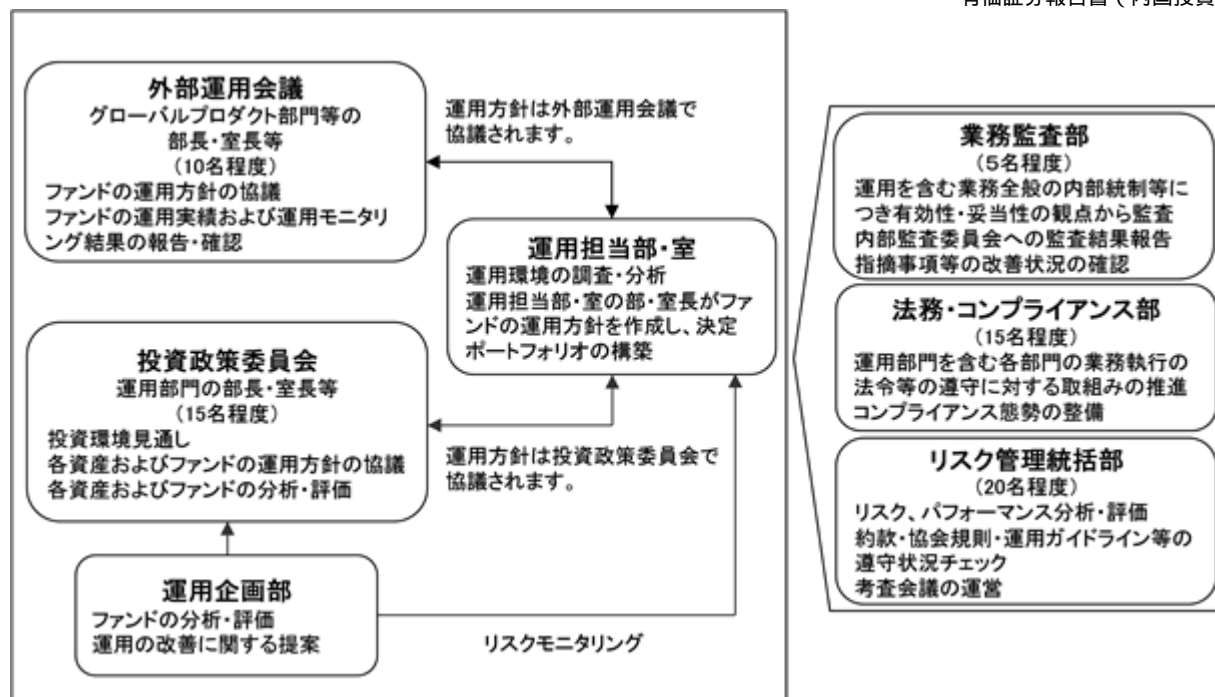 有価証券報告書(内国投資
外部運用会議
グローバルプロダクト部門等の
部長・室長等
(10名程度)
ファンドの運用方針の協議
ファンドの運用実績および運用モニタリ
ング結果の報告・確認
運用方針は外部運用会議で
協議されます。
運用担当部・室
運用環境の調査・分析
運用担当部・室の部・室長がファ
ンドの運用方針を作成し、決定
ポートフォリオの構築
投資政策委員会
運用部門の部長・室長等
(15名程度)
投資環境見通し
各資産およびファンドの運用方針の協議
各資産およびファンドの分析・評価
運用方針は投資政策委員会で
協議されます。
運用企画部
ファンドの分析・評価
運用の改善に関する提案
リスクモニタリング
業務監査部
(5名程度)
運用を含む業務全般の内部統制等に
つき有効性・妥当性の観点から監査
内部監査委員会への監査結果報告
指摘事項等の改善状況の確認
法務・コンプライアンス部
(15名程度)
運用部門を含む各部門の業務執行の
法令等の遵守に対する取組みの推進
コンプライアンス態勢の整備
リスク管理統括部
(20名程度)
リスク、パフォーマンス分析・評価
約款・協会規則・運用ガイドライン等の
遵守状況チェック
考査会議の運営